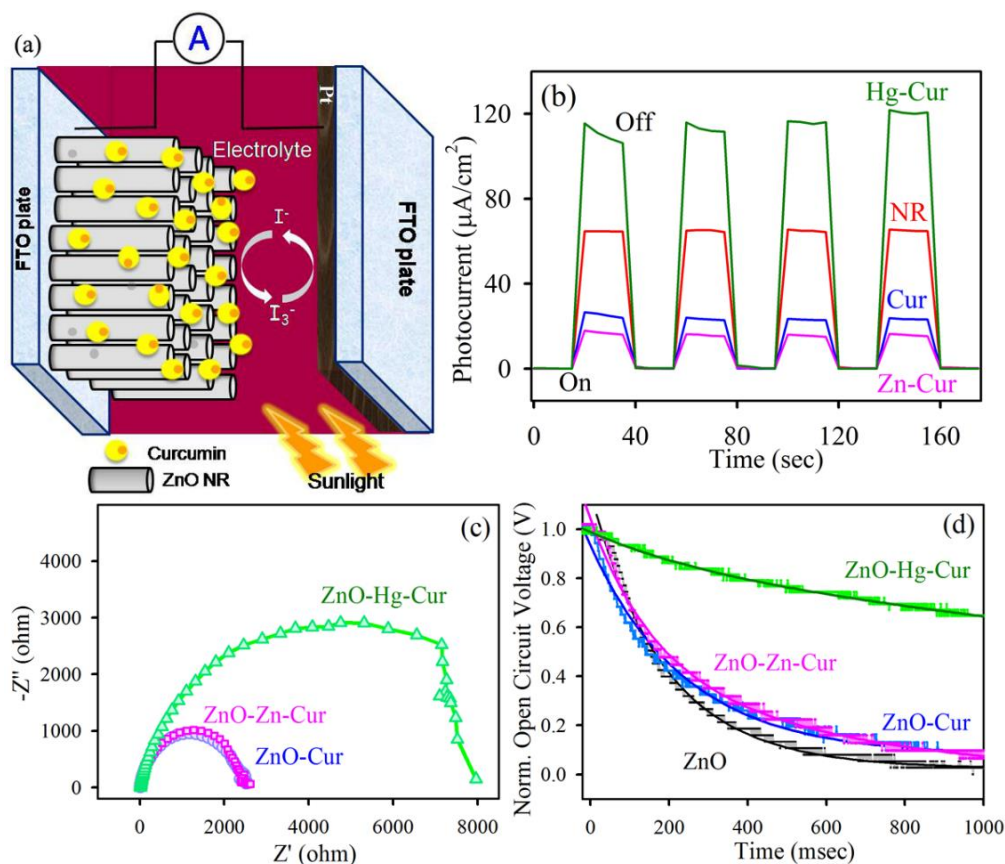 (a)
A
Pt
Electrolyte
FTO plate
FTO plate
I-
I3-
Curcumin
ZnO NR
Sunlight
(b)
Hg-Cur
Off
NR
Cur
On
Zn-Cur
120
80
40
0
Photocurrent (µA/cm2)
0 40 80 120 160
Time (sec)
(c)
4000
3000
2000
1000
0
-Z" (ohm)
ZnO-Hg-Cur
ZnO-Zn-Cur
ZnO-Cur
0 2000 4000 6000 8000
Z' (ohm)
(d)
1.0
0.8
0.6
0.4
0.2
0.0
Norm. Open Circuit Voltage (V)
ZnO-Hg-Cur
ZnO-Zn-Cur
ZnO-Cur
ZnO
0 200 400 600 800 1000
Time (msec)